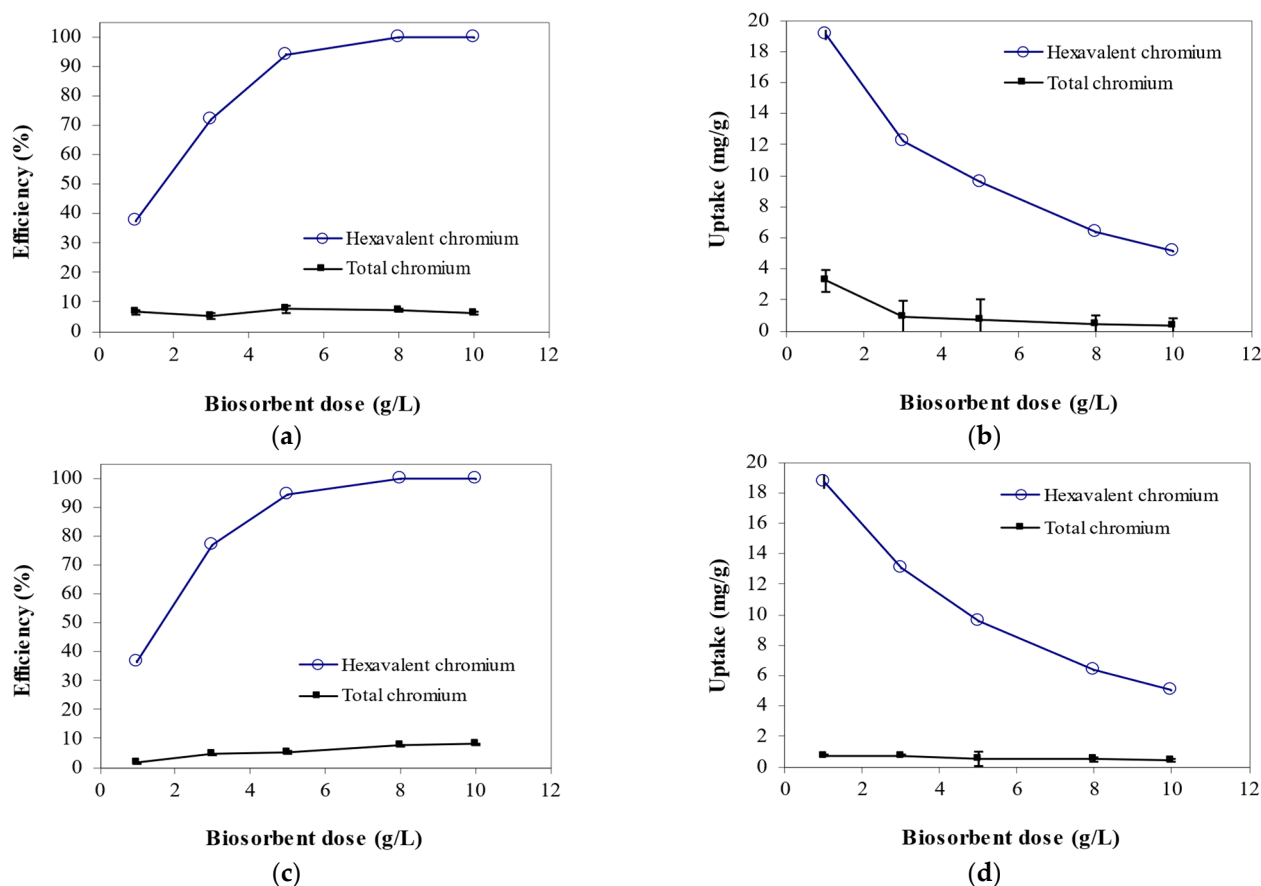 100
90
80
70
60
50
40
30
20
10
0
Efficiency (%)
Hexavalent chromium
Total chromium
0 2 4 6 8 10 12
Biosorbent dose (g/L)
(a)
20
18
16
14
12
10
8
6
4
2
0
Uptake (mg/g)
Hexavalent chromium
Total chromium
0 2 4 6 8 10 12
Biosorbent dose (g/L)
(b)
100
90
80
70
60
50
40
30
20
10
0
Efficiency (%)
Hexavalent chromium
Total chromium
0 2 4 6 8 10 12
Biosorbent dose (g/L)
(c)
20
18
16
14
12
10
8
6
4
2
0
Uptake (mg/g)
Hexavalent chromium
Total chromium
0 2 4 6 8 10 12
Biosorbent dose (g/L)
(d)